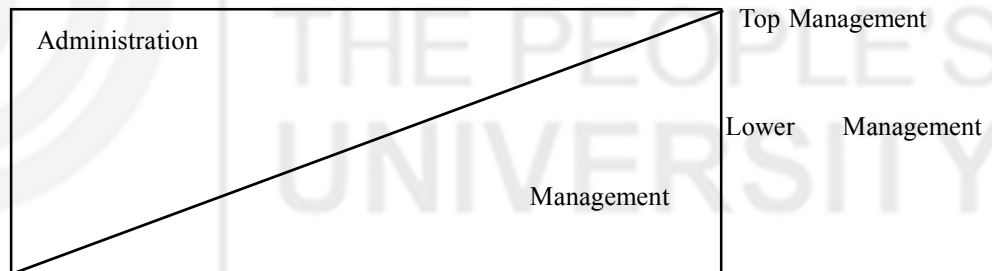 THE PEOPLE'S
UNIVERSITY
Top Management
Administration
Lower Management
Management